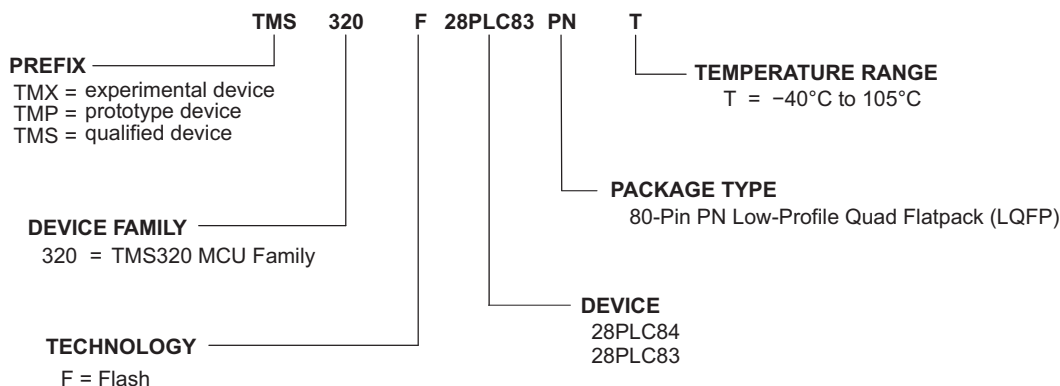 TMS 320 F 28PLC83 PN T
PREFIX
TMX = experimental device
TMP = prototype device
TMS = qualified device
TEMPERATURE RANGE
T = −40°C to 105°C
PACKAGE TYPE
80-Pin PN Low-Profile Quad Flatpack (LQFP)
DEVICE FAMILY
320 = TMS320 MCU Family
DEVICE
28PLC84
28PLC83
TECHNOLOGY
F = Flash